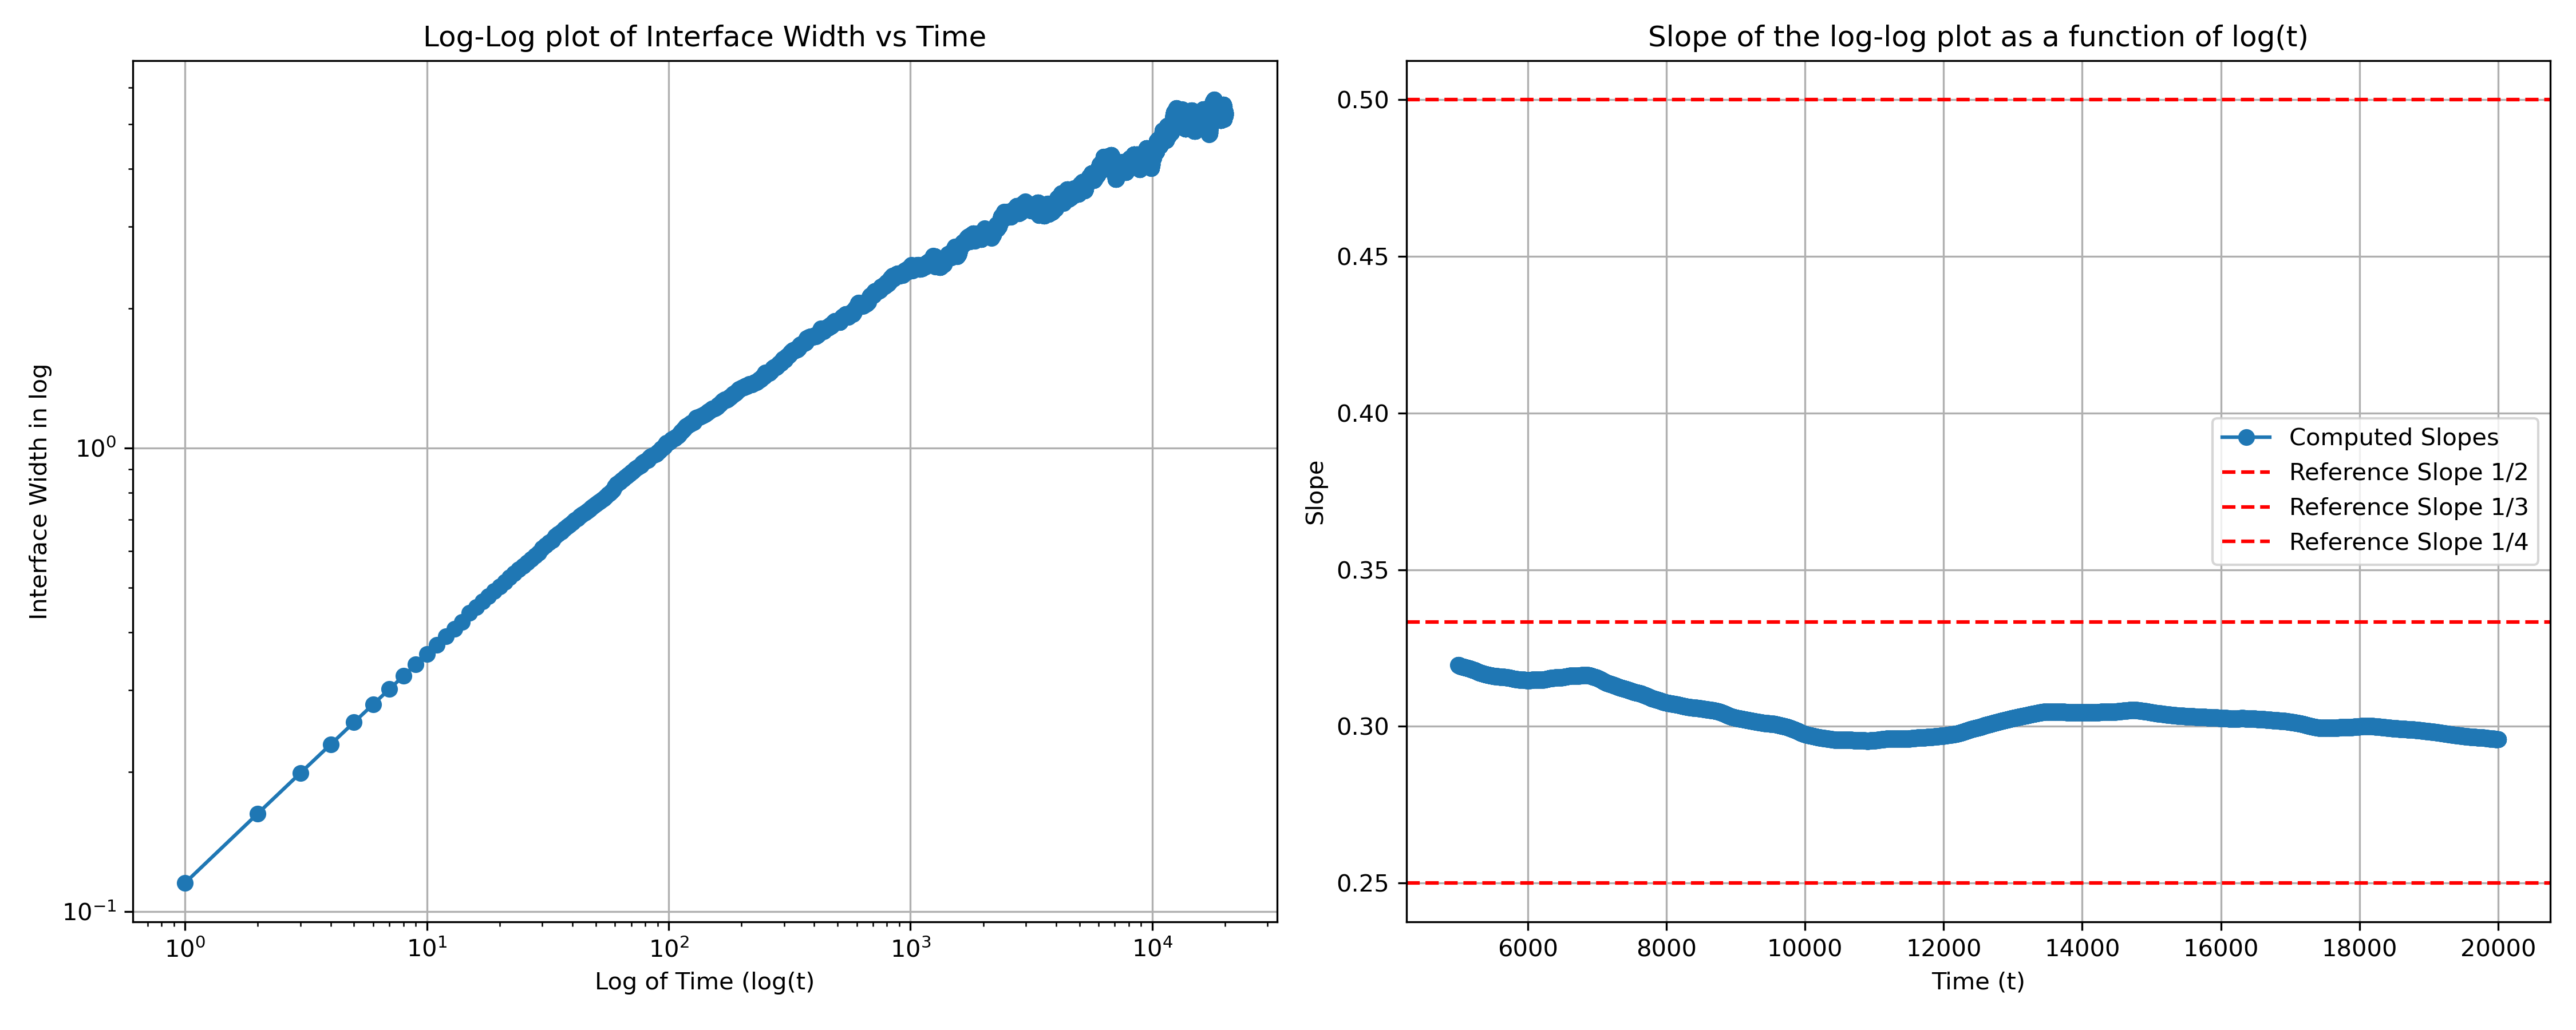 Log-Log plot of Interface Width vs Time
Interface Width in log
10⁰
10⁻¹
10⁰ 10¹ 10² 10³ 10⁴
Log of Time (log(t)
Slope of the log-log plot as a function of log(t)
Slope
0.50
0.45
0.40
0.35
0.30
0.25
Computed Slopes
Reference Slope 1/2
Reference Slope 1/3
Reference Slope 1/4
6000 8000 10000 12000 14000 16000 18000 20000
Time (t)